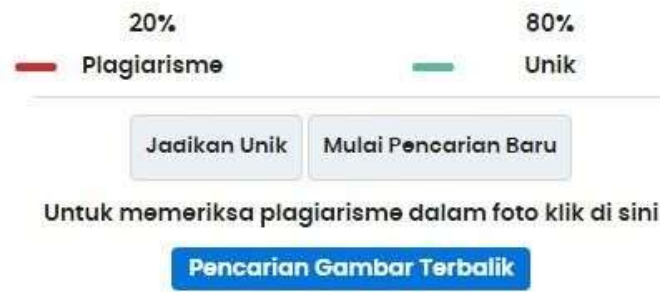 20% 80%
Plagiarisme Unik
Jadikan Unik Mulai Pencarian Baru
Untuk memeriksa plagiarisme dalam foto klik di sini
Pencarian Gambar Terbalik